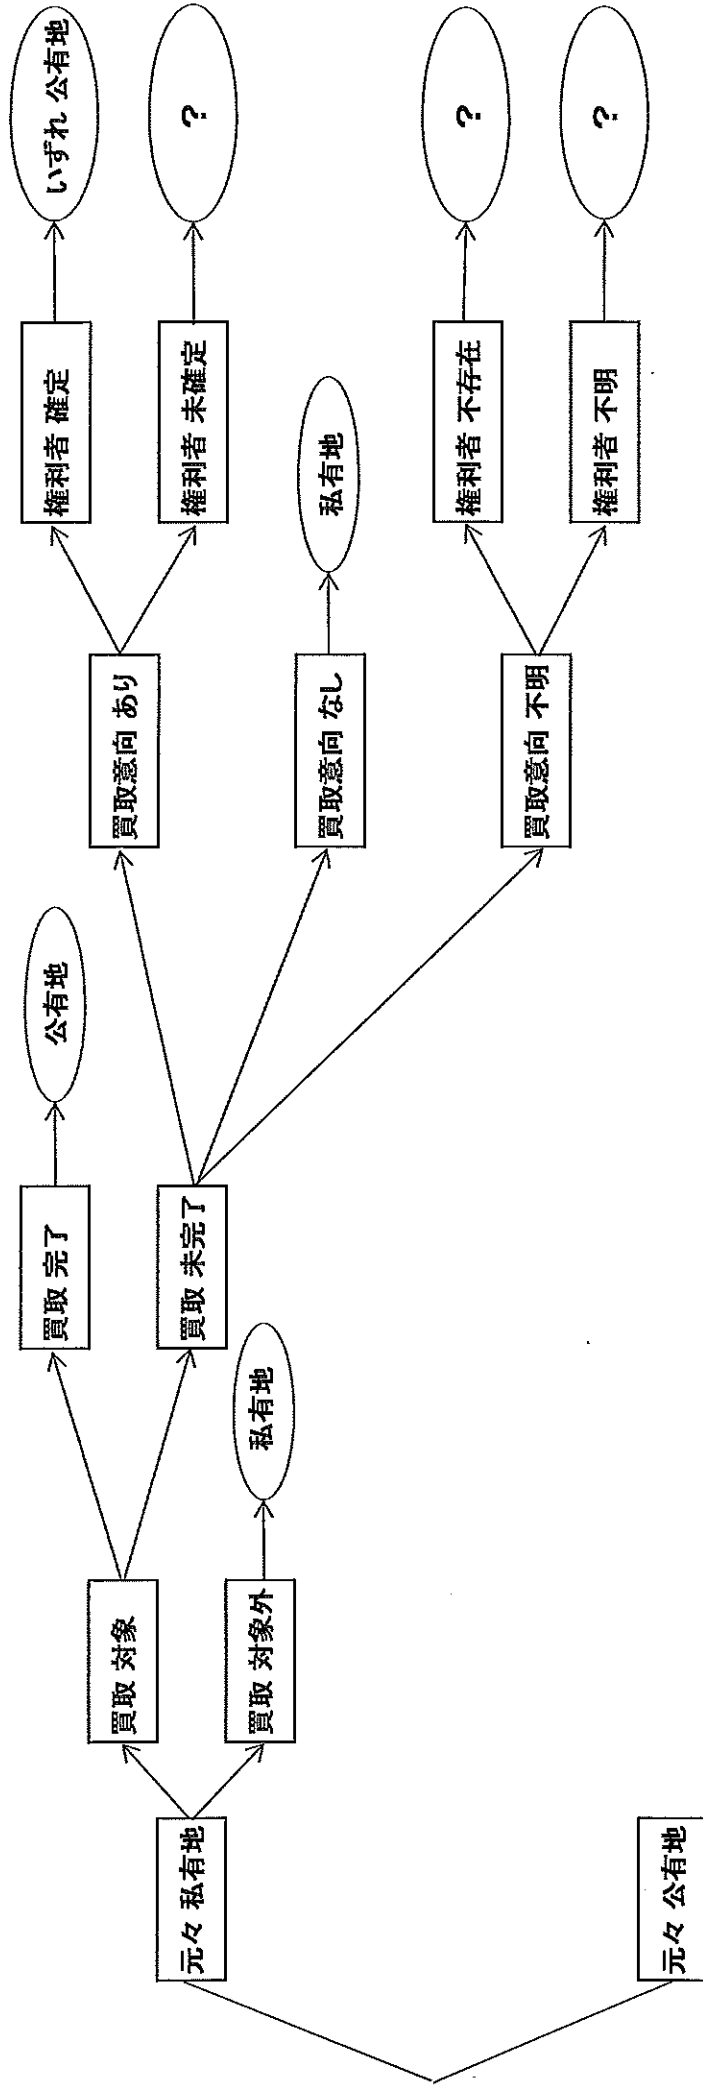 元々 私有地
元々 公有地
買取 対象
買取 対象外
私有地
買取 完了
公有地
買取 未完了
買取意向 あり
買取意向 なし
私有地
買取意向 不明
権利者 確定
いずれ 公有地
権利者 未確定
?
権利者 不存在
?
権利者 不明
?